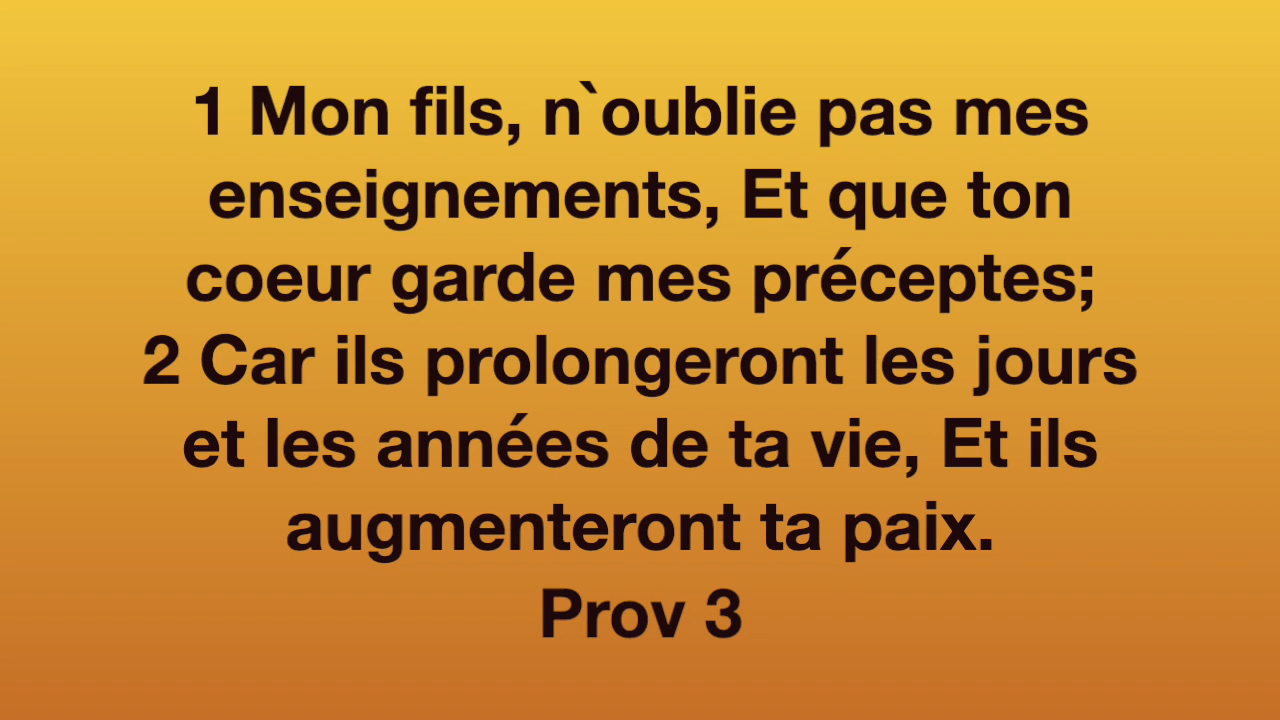 1 Mon fils, n`oublie pas mes
enseignements, Et que ton
coeur garde mes préceptes;
2 Car ils prolongeront les jours
et les années de ta vie, Et ils
augmenteront ta paix.
Prov 3